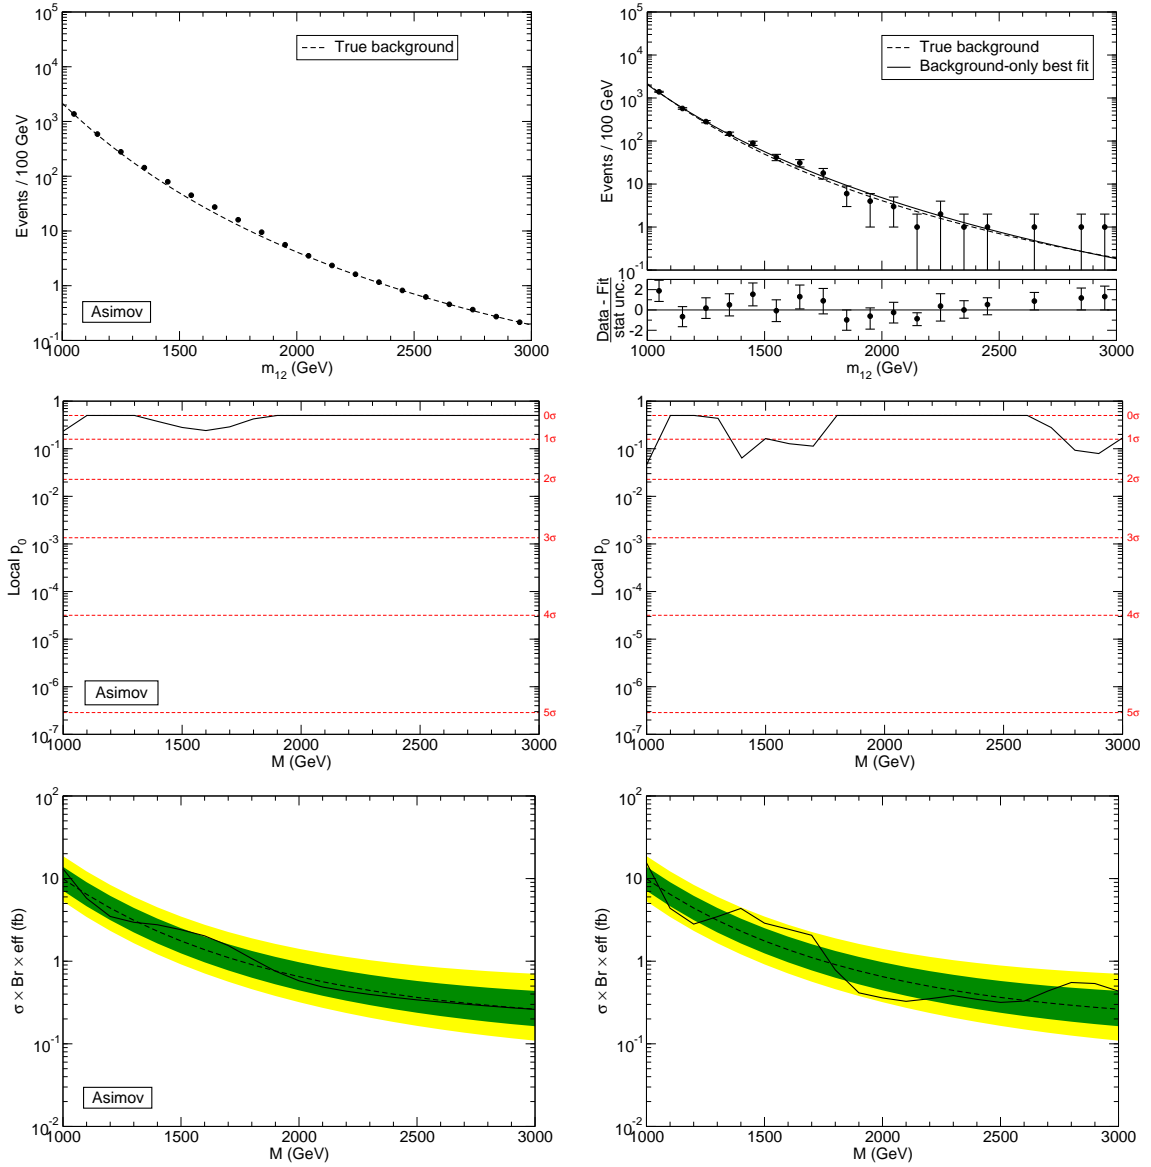 10^5
10^4
10^3
10^2
10^1
1
10^-1
Events / 100 GeV
True background
Asimov
1000
1500
2000
2500
3000
m_12 (GeV)
10^5
10^4
10^3
10^2
10^1
1
10^-1
Events / 100 GeV
True background
Background-only best fit
2
0
-2
Data - Fit
stat unc.
1000
1500
2000
2500
3000
m_12 (GeV)
1
10^-1
10^-2
10^-3
10^-4
10^-5
10^-6
10^-7
Local p_0
0σ
1σ
2σ
3σ
4σ
5σ
Asimov
1000
1500
2000
2500
3000
M (GeV)
1
10^-1
10^-2
10^-3
10^-4
10^-5
10^-6
10^-7
Local p_0
0σ
1σ
2σ
3σ
4σ
5σ
1000
1500
2000
2500
3000
M (GeV)
10^2
10
1
10^-1
10^-2
σ × Br × eff (fb)
Asimov
1000
1500
2000
2500
3000
M (GeV)
10^2
10
1
10^-1
10^-2
σ × Br × eff (fb)
1000
1500
2000
2500
3000
M (GeV)